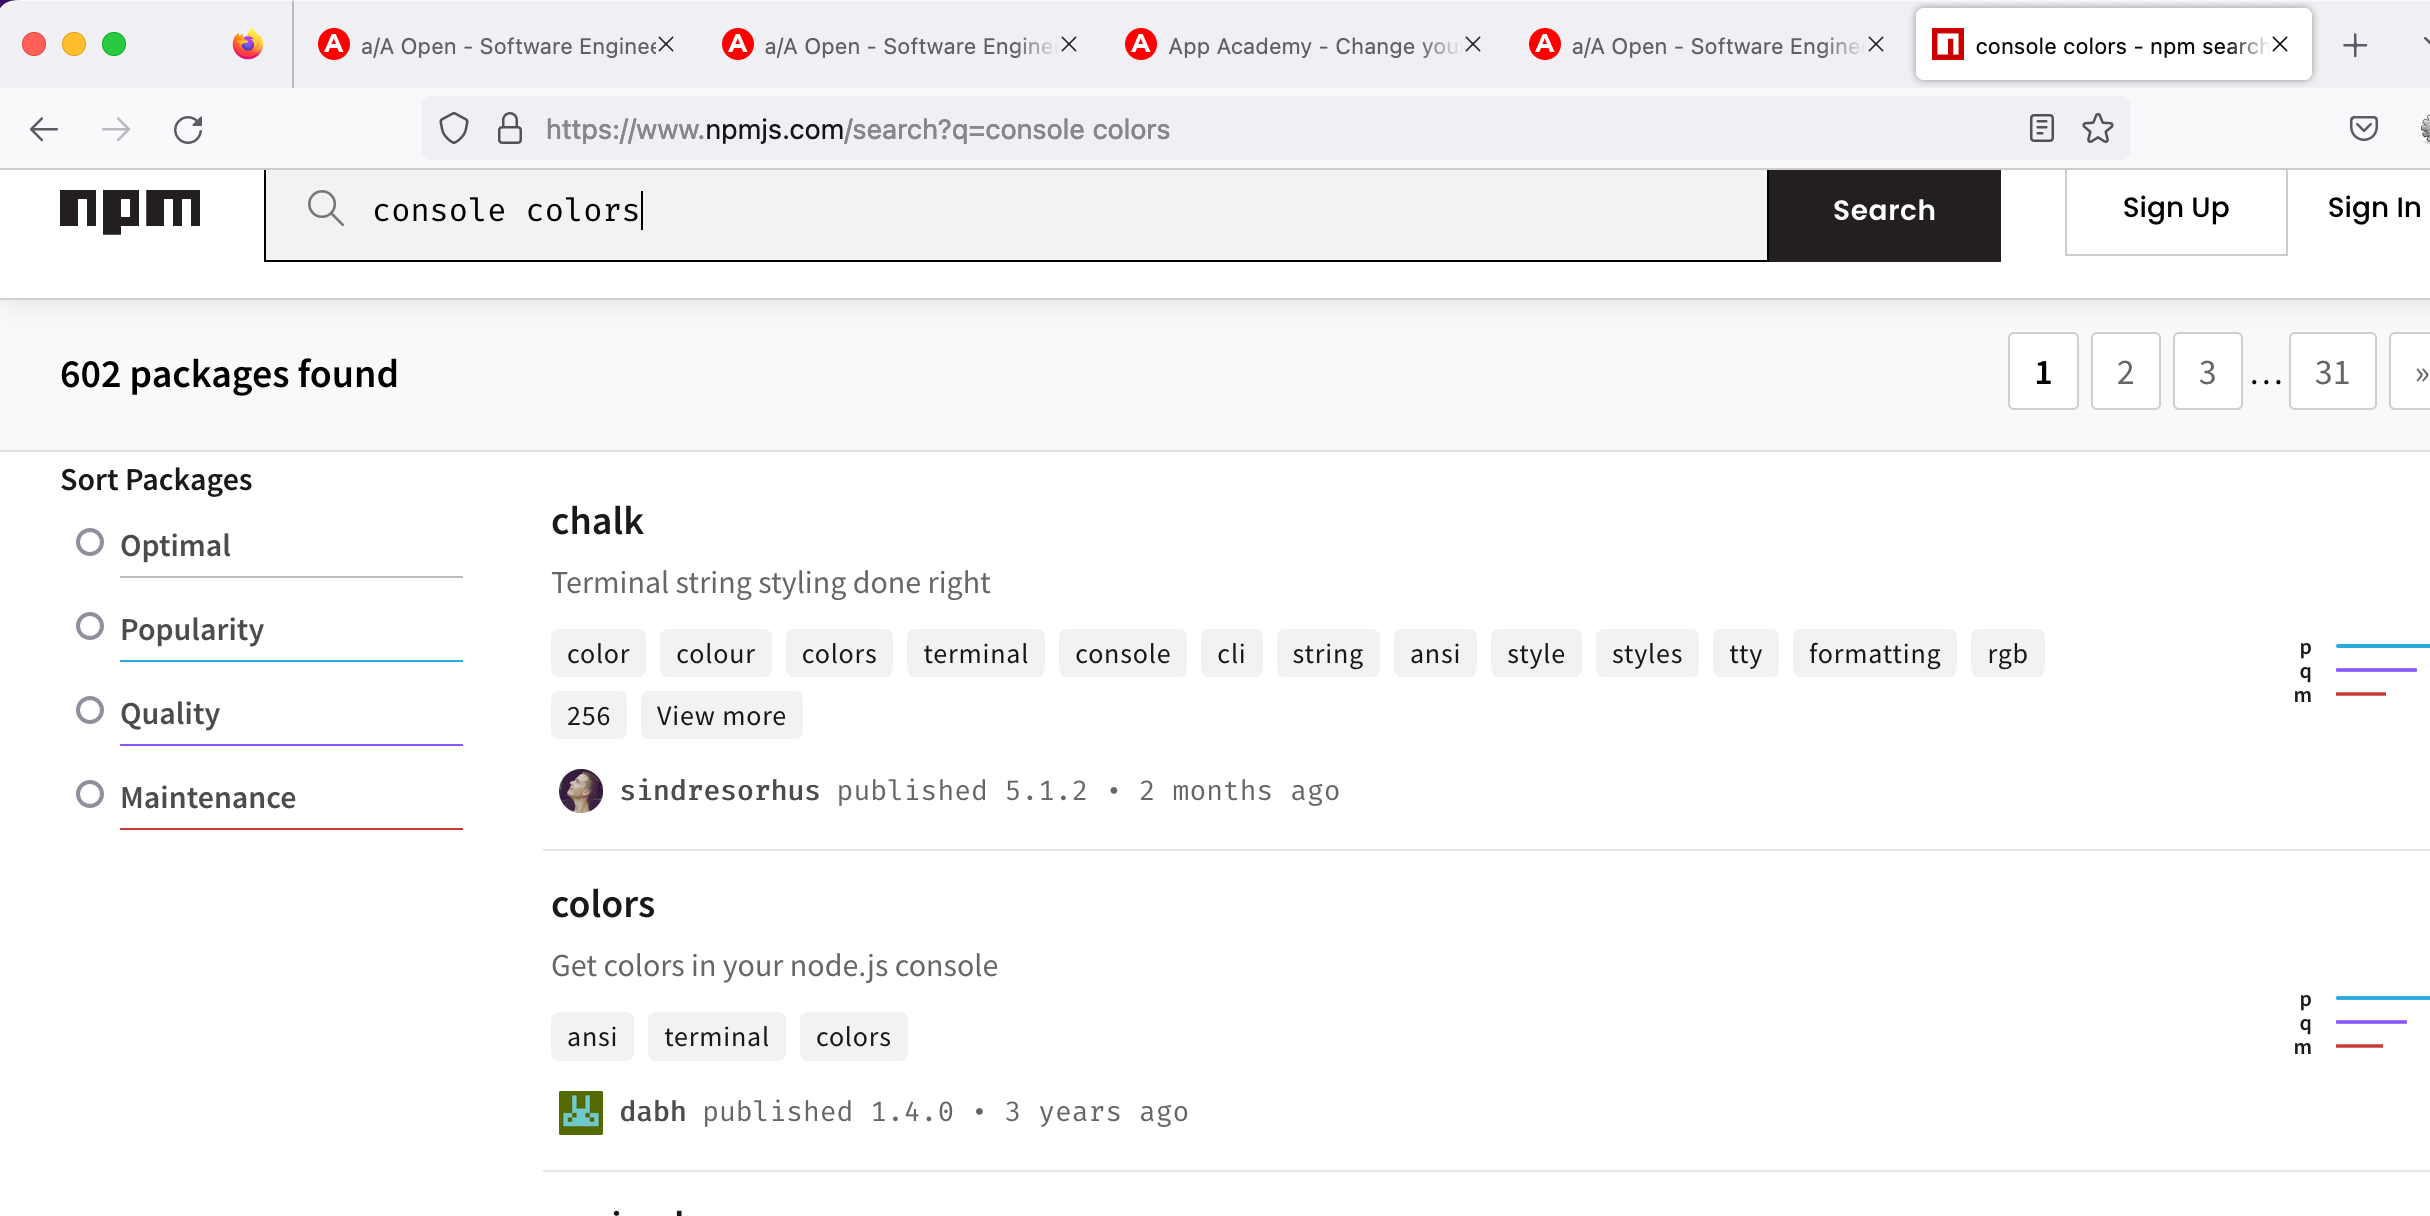 a/A Open - Software Enginee
a/A Open - Software Engine
App Academy - Change you
a/A Open - Software Engine
console colors - npm search
https://www.npmjs.com/search?q=console colors
npm
console colors
Search
Sign Up
Sign In
602 packages found
1 2 3 ... 31 »
Sort Packages
Optimal
Popularity
Quality
Maintenance
chalk
Terminal string styling done right
color colour colors terminal console cli string ansi style styles tty formatting rgb
256 View more
p
q
m
sindresorhus published 5.1.2 • 2 months ago
colors
Get colors in your node.js console
ansi terminal colors
p
q
m
dabh published 1.4.0 • 3 years ago